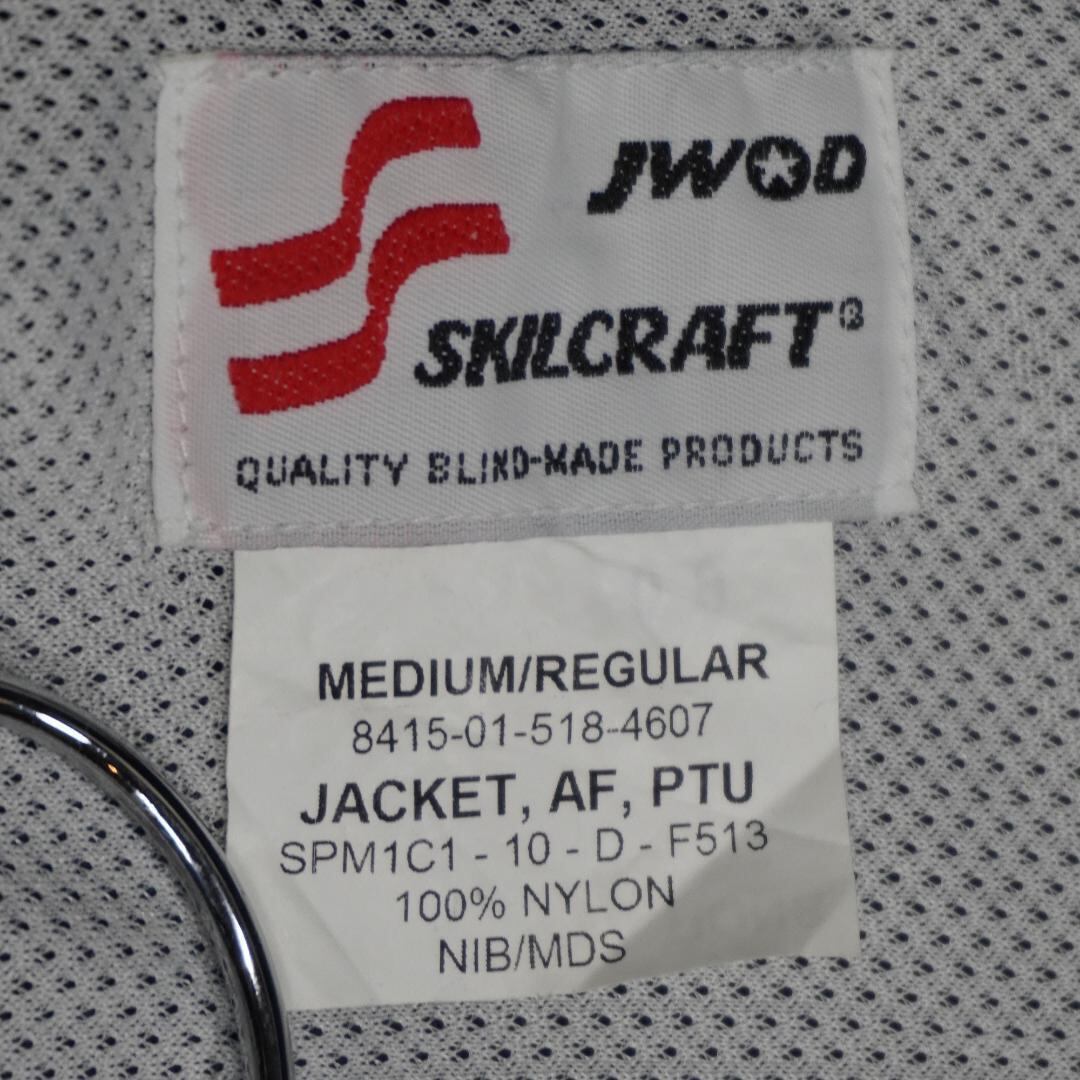 JWOD
SKILCRAFT®
QUALITY BLIND-MADE PRODUCTS
MEDIUM/REGULAR
8415-01-518-4607
JACKET, AF, PTU
SPM1C1 - 10 - D - F513
100% NYLON
NIB/MDS